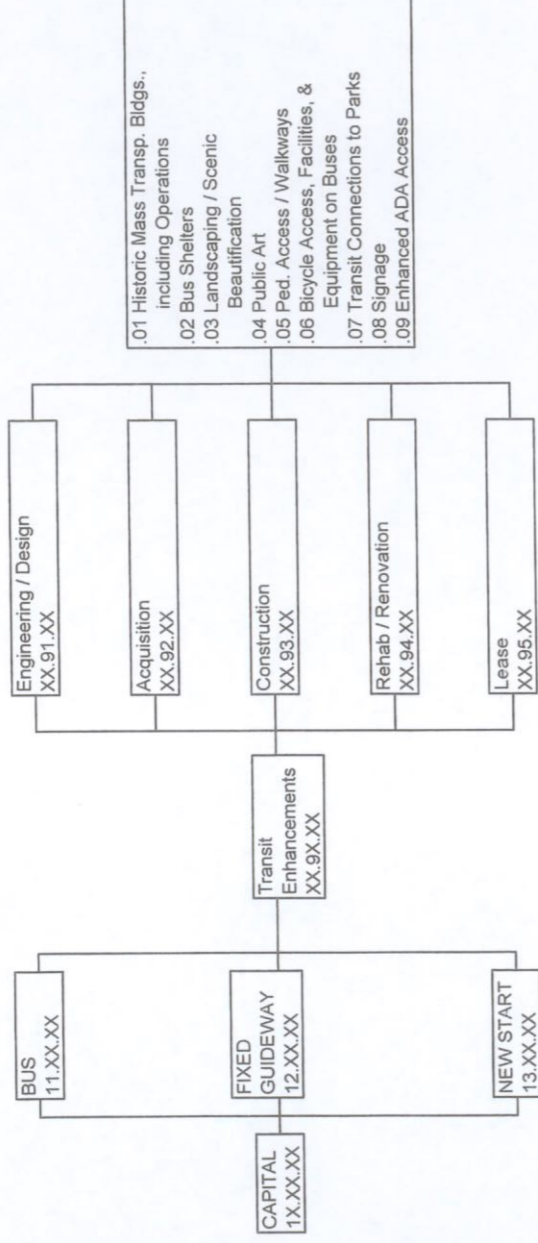 CAPITAL
1X.XX.XX
BUS
11.XX.XX
FIXED
GUIDEWAY
12.XX.XX
NEW START
13.XX.XX
Transit
Enhancements
XX.9X.XX
Engineering / Design
XX.91.XX
Acquisition
XX.92.XX
Construction
XX.93.XX
Rehab / Renovation
XX.94.XX
Lease
XX.95.XX
.01 Historic Mass Transp. Bldgs.,
including Operations
.02 Bus Shelters
.03 Landscaping / Scenic
Beautification
.04 Public Art
.05 Ped. Access / Walkways
.06 Bicycle Access, Facilities, &
Equipment on Buses
.07 Transit Connections to Parks
.08 Signage
.09 Enhanced ADA Access